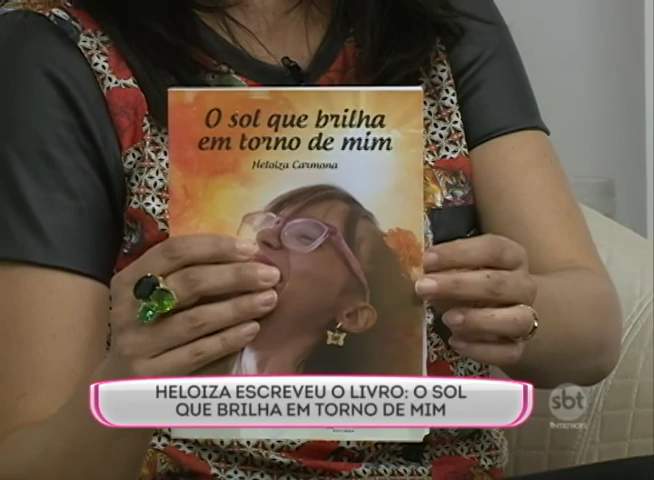 O sol que brilha
em torno de mim
Heloiza Carmona
HELOIZA ESCREVEU O LIVRO: O SOL
QUE BRILHA EM TORNO DE MIM
sbt